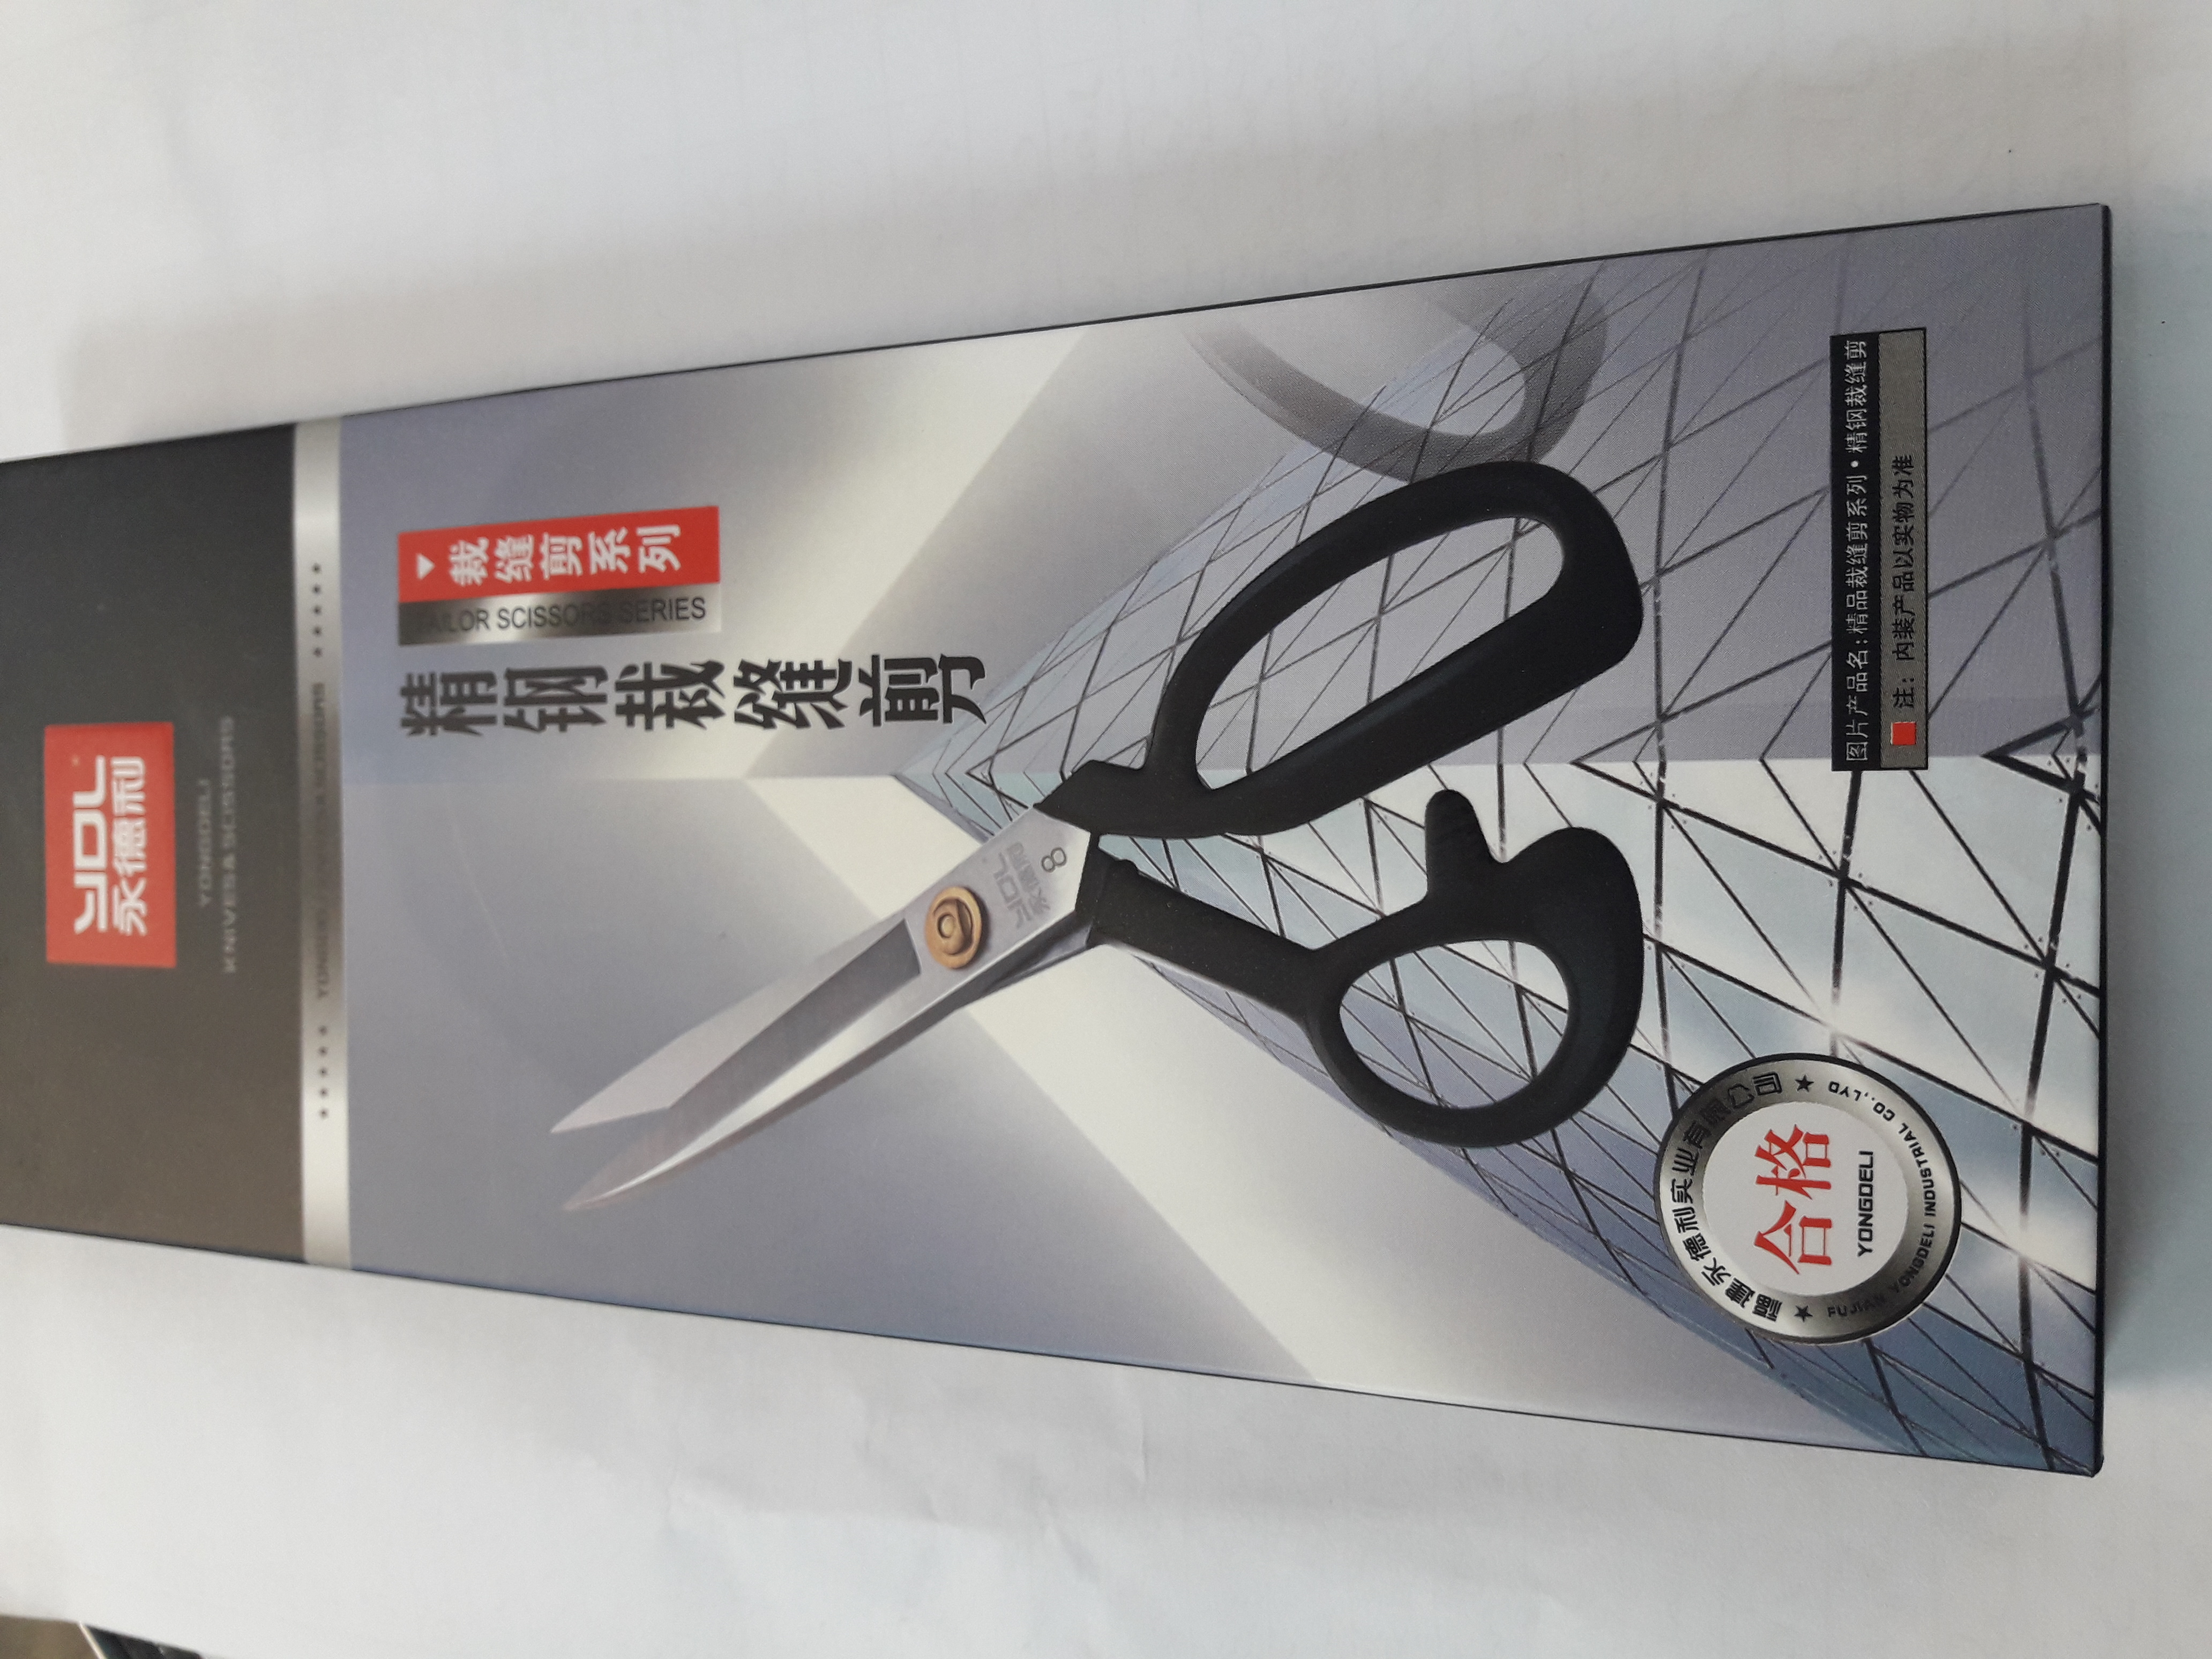 YDL
永德利
YONGDELI
KNIVES&SCISSORS
裁缝剪系列
TAILOR SCISSORS SERIES
精钢裁缝剪
YDL
永德利
8
图片产品名:精品裁缝剪系列•精钢裁缝剪
注:内装产品以实物为准
福建永德利实业有限公司
合格
YONGDELI
FUJIAN YONGDELI INDUSTRIAL CO.,LYD